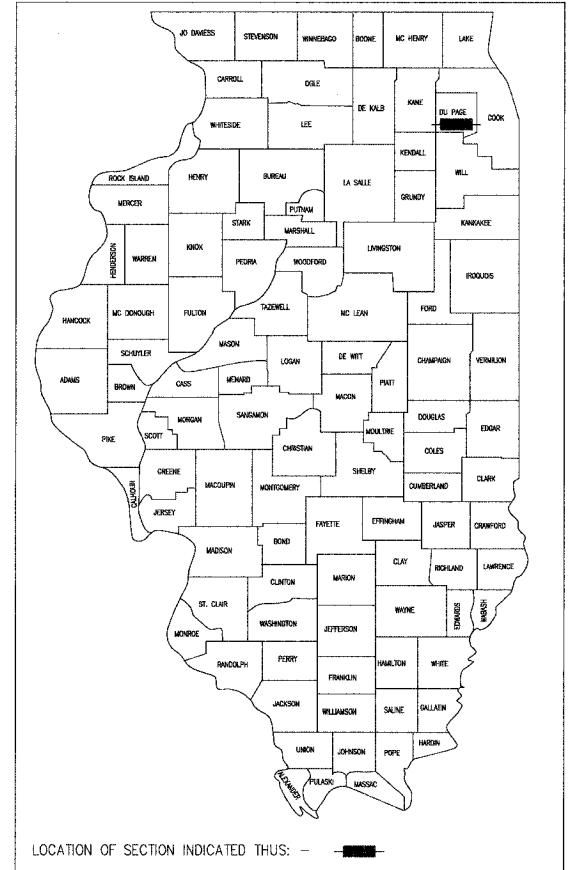 JO DAVIESS STEVENSON WINNEBAGO BOONE MC HENRY LAKE
CARROLL OGLE DE KALB KANE DU PAGE COOK
WHITESIDE LEE
KENDALL WILL
ROCK ISLAND HENRY BUREAU LA SALLE GRUNDY
MERCER PUTNAM KANKAKEE
HENDERSON WARREN KNOX STARK MARSHALL LIVINGSTON
PEORIA WOODFORD IROQUOIS
HANCOCK MC DONOUGH FULTON TAZEWELL MC LEAN FORD
MASON
SCHUYLER LOGAN DE WITT CHAMPAIGN VERMILION
ADAMS BROWN CASS MENARD MACON PIATT
PIKE SCOTT MORGAN SANGAMON MOULTRIE DOUGLAS EDGAR
CHRISTIAN COLES
CALHOUN GREENE MACOUPIN MONTGOMERY SHELBY CUMBERLAND CLARK
JERSEY
FAYETTE EFFINGHAM JASPER CRAWFORD
MADISON BOND
CLAY RICHLAND LAWRENCE
CLINTON MARION
ST. CLAIR WAYNE EDWARDS WABASH
MONROE WASHINGTON JEFFERSON
RANDOLPH PERRY HAMILTON WHITE
FRANKLIN
JACKSON WILLIAMSON SALINE GALLATIN
UNION JOHNSON POPE HARDIN
ALEXANDER PULASKI MASSAC
LOCATION OF SECTION INDICATED THUS: –